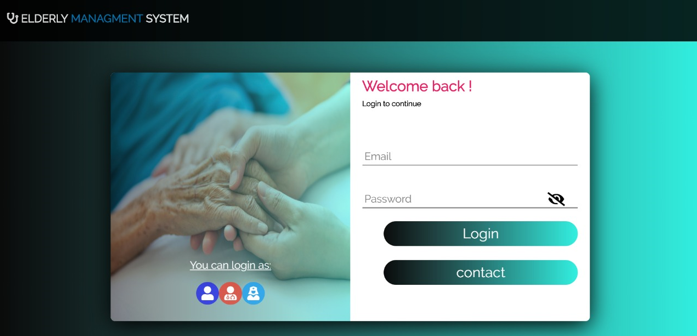 ELDERLY MANAGMENT SYSTEM
Welcome back !
Login to continue
Email
Password
Login
contact
You can login as: